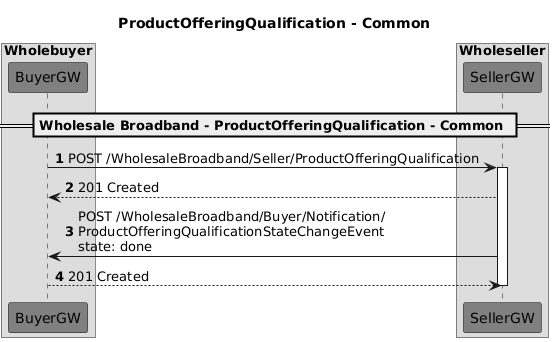 ProductOfferingQualification - Common
Wholebuyer
Wholeseller
BuyerGW
SellerGW
Wholesale Broadband - ProductOfferingQualification - Common
1 POST /WholesaleBroadband/Seller/ProductOfferingQualification
2 201 Created
POST /WholesaleBroadband/Buyer/Notification/
3 ProductOfferingQualificationStateChangeEvent
state: done
4 201 Created
BuyerGW
SellerGW